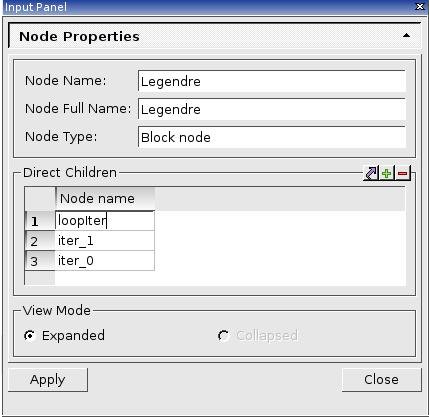 Input Panel
Node Properties
Node Name: Legendre
Node Full Name: Legendre
Node Type: Block node
Direct Children
Node name
1 loopIter
2 iter_1
3 iter_0
View Mode
Expanded Collapsed
Apply Close